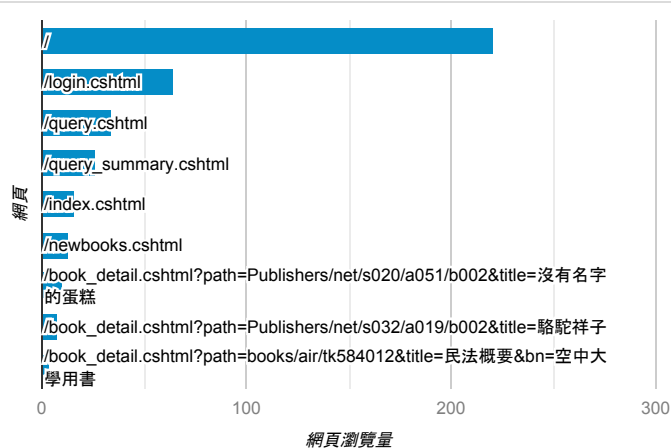 /
/login.cshtml
/query.cshtml
/query_summary.cshtml
/index.cshtml
/newbooks.cshtml
/book_detail.cshtml?path=Publishers/net/s020/a051/b002&title=沒有名字
的蛋糕
/book_detail.cshtml?path=Publishers/net/s032/a019/b002&title=駱駝祥子
/book_detail.cshtml?path=books/air/tk584012&title=民法概要&bn=空中大
學用書
網頁
0 100 200 300
網頁瀏覽量